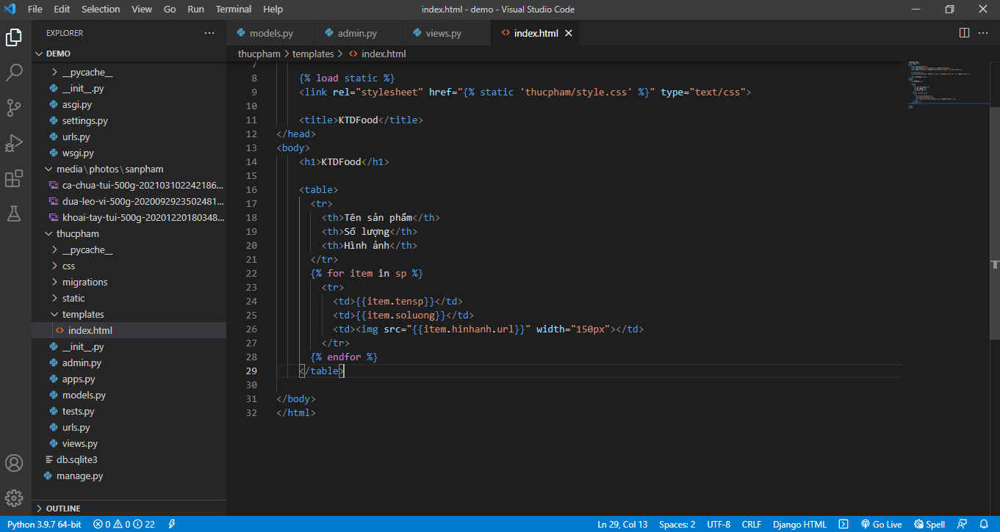 File Edit Selection View Go Run Terminal Help
index.html - demo - Visual Studio Code
EXPLORER
DEMO
__pycache__
__init__.py
asgi.py
settings.py
urls.py
wsgi.py
media\photos\sanpham
ca-chua-tui-500g-202103102242186...
dua-leo-vi-500g-2020092923502481...
khoai-tay-tui-500g-20201220180348...
thucpham
__pycache__
css
migrations
static
templates
index.html
__init__.py
admin.py
apps.py
models.py
tests.py
urls.py
views.py
db.sqlite3
manage.py
OUTLINE
models.py admin.py views.py index.html
thucpham > templates > index.html
7
8 {% load static %}
9 <link rel="stylesheet" href="{% static 'thucpham/style.css' %}" type="text/css">
10
11 <title>KTDFood</title>
12 </head>
13 <body>
14 <h1>KTDFood</h1>
15
16 <table>
17 <tr>
18 <th>Tên sản phẩm</th>
19 <th>Số lượng</th>
20 <th>Hình ảnh</th>
21 </tr>
22 {% for item in sp %}
23 <tr>
24 <td>{{item.tensp}}</td>
25 <td>{{item.soluong}}</td>
26 <td><img src="{{item.hinhanh.url}}" width="150px"></td>
27 </tr>
28 {% endfor %}
29 </table>
30
31 </body>
32 </html>
Python 3.9.7 64-bit 0 0 22 Ln 29, Col 13 Spaces: 2 UTF-8 CRLF Django HTML Go Live Spell